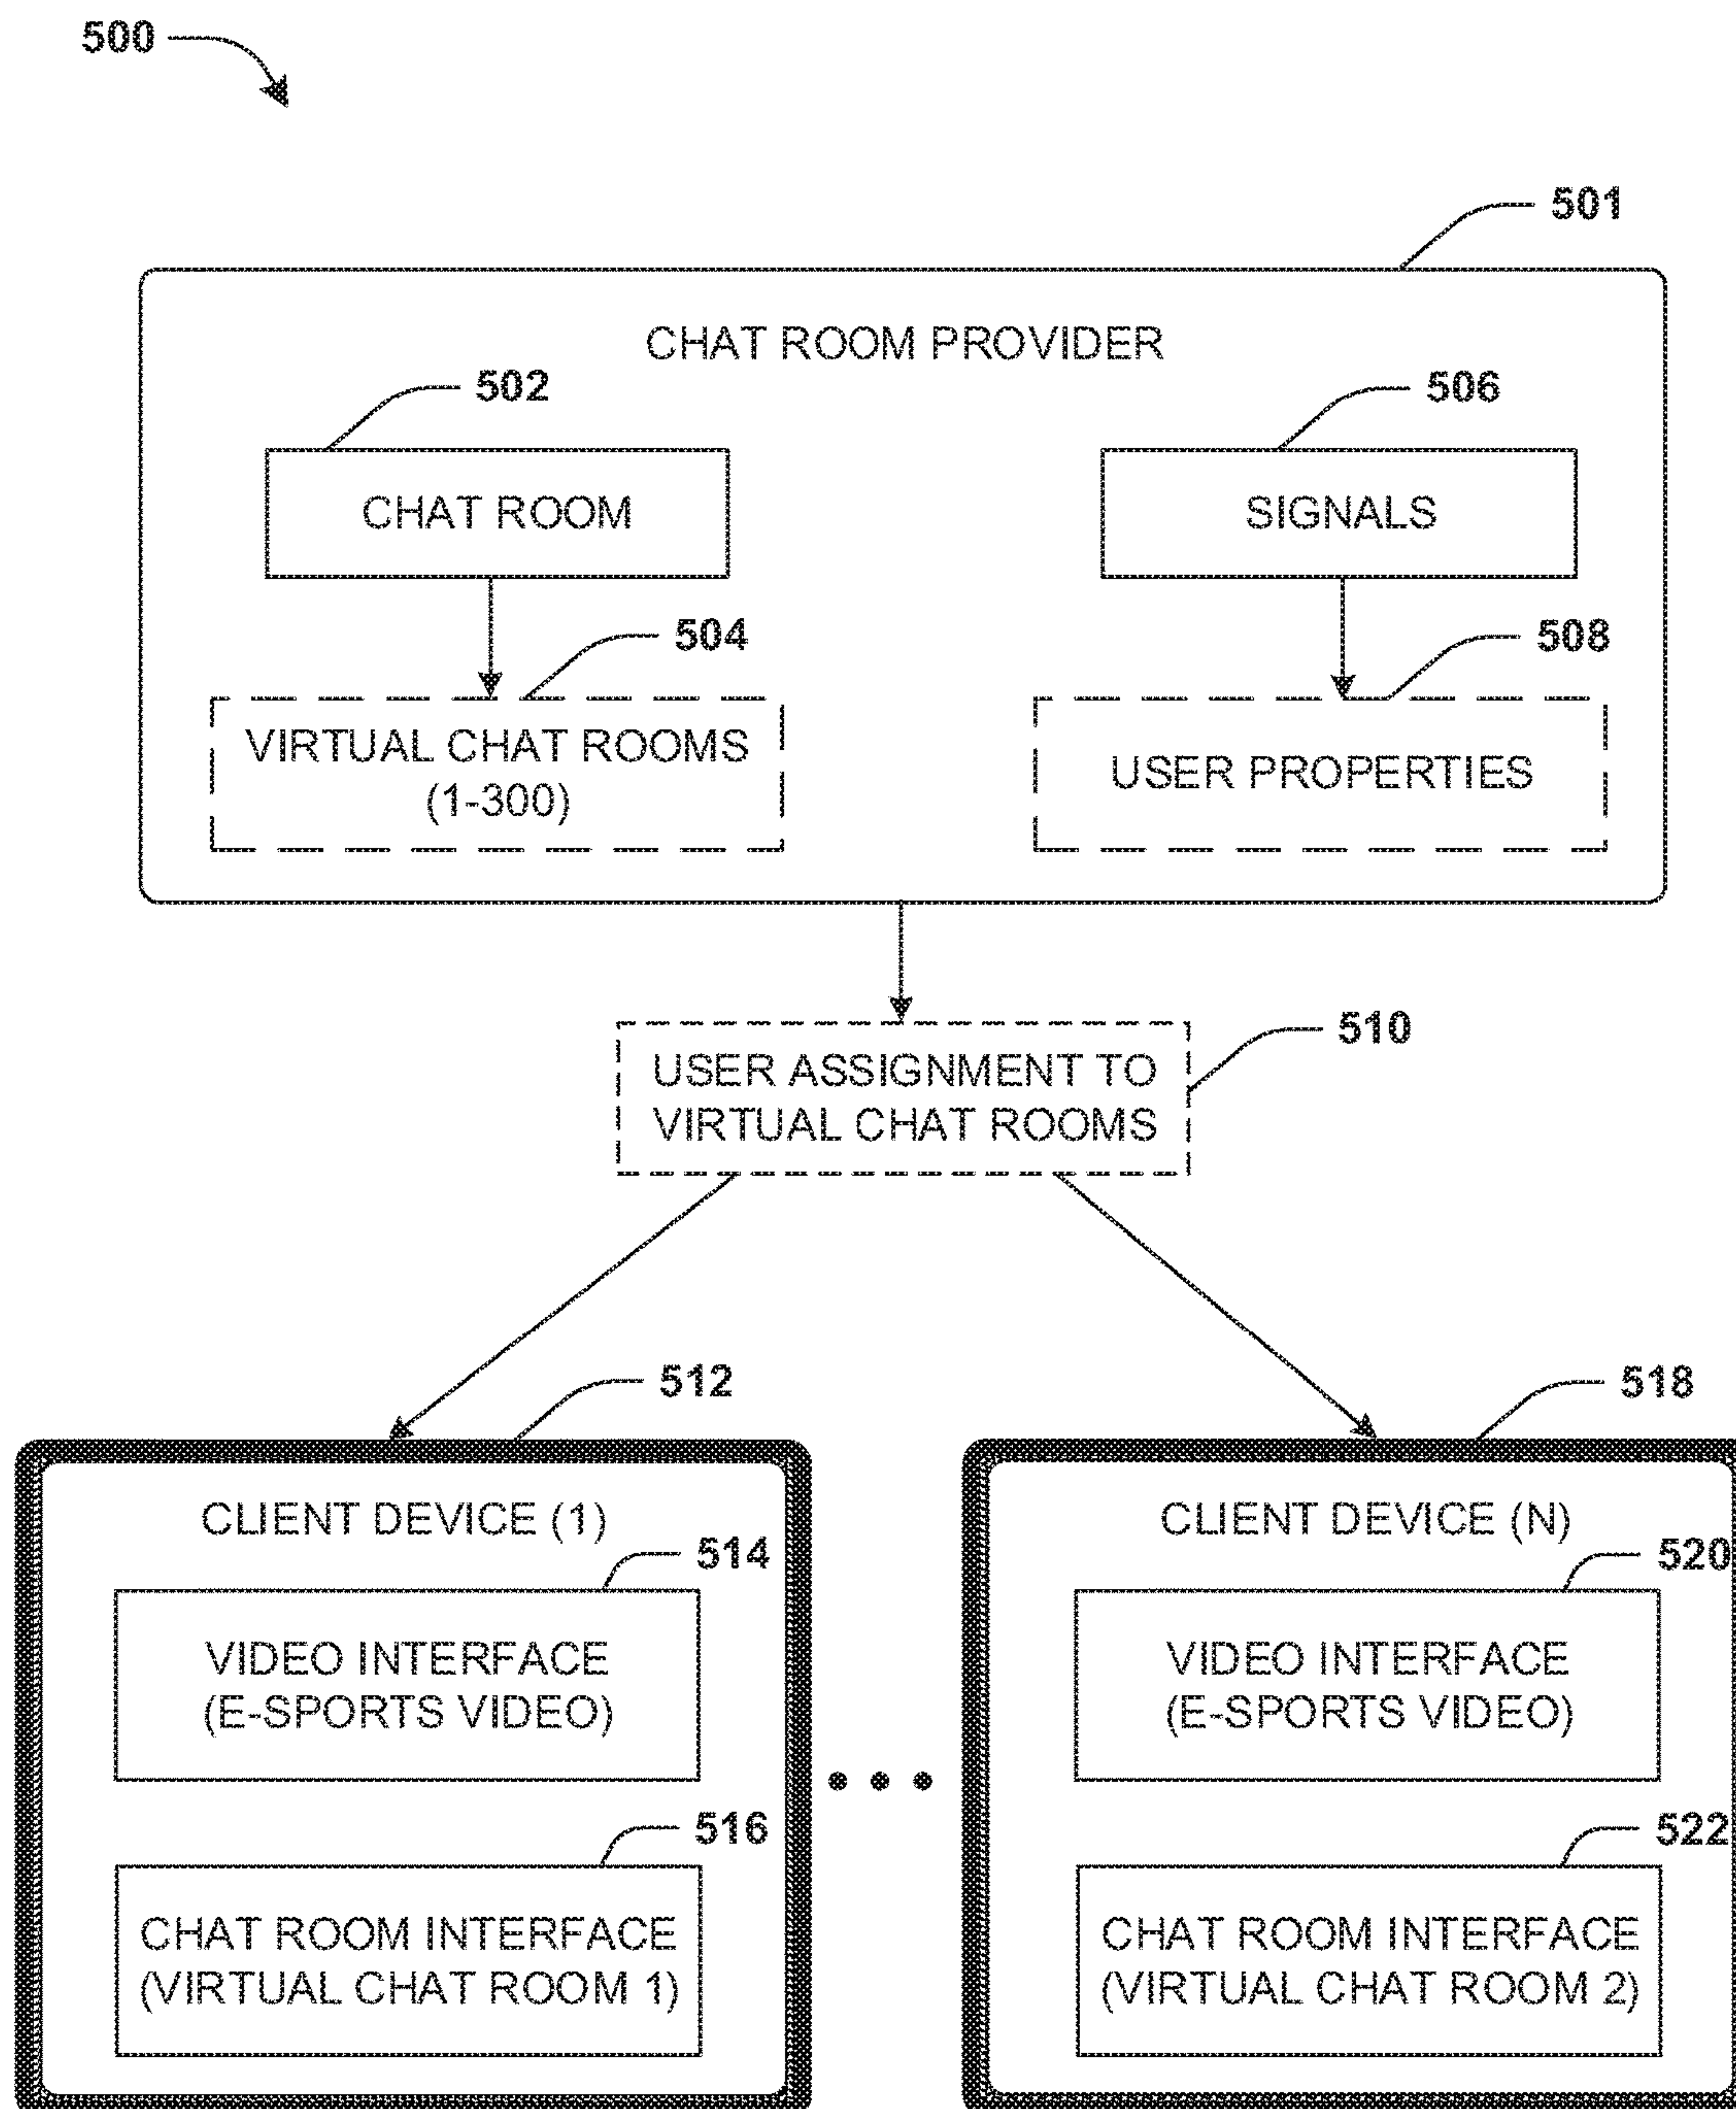 500
501
CHAT ROOM PROVIDER
502
506
CHAT ROOM
SIGNALS
504
508
VIRTUAL CHAT ROOMS
(1-300)
USER PROPERTIES
510
USER ASSIGNMENT TO
VIRTUAL CHAT ROOMS
512
518
CLIENT DEVICE (1)
CLIENT DEVICE (N)
514
520
VIDEO INTERFACE
(E-SPORTS VIDEO)
VIDEO INTERFACE
(E-SPORTS VIDEO)
516
522
CHAT ROOM INTERFACE
(VIRTUAL CHAT ROOM 1)
CHAT ROOM INTERFACE
(VIRTUAL CHAT ROOM 2)